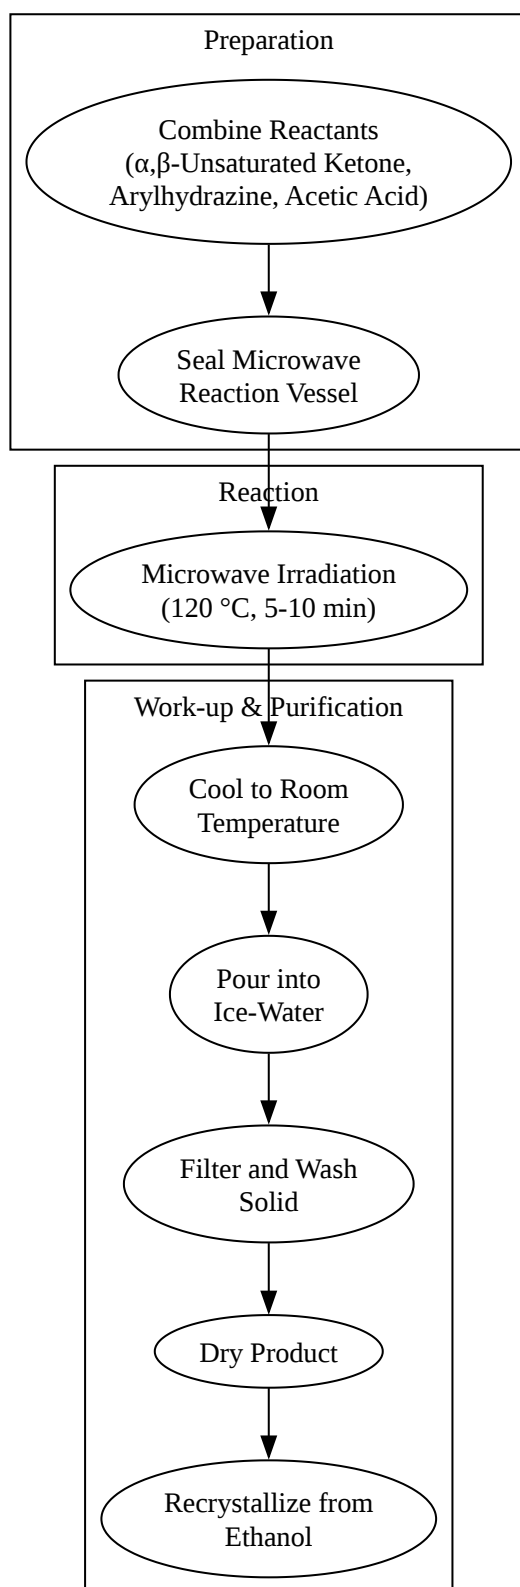 Preparation
Combine Reactants
(α,β-Unsaturated Ketone,
Arylhydrazine, Acetic Acid)
Seal Microwave
Reaction Vessel
Reaction
Microwave Irradiation
(120 °C, 5-10 min)
Work-up & Purification
Cool to Room
Temperature
Pour into
Ice-Water
Filter and Wash
Solid
Dry Product
Recrystallize from
Ethanol